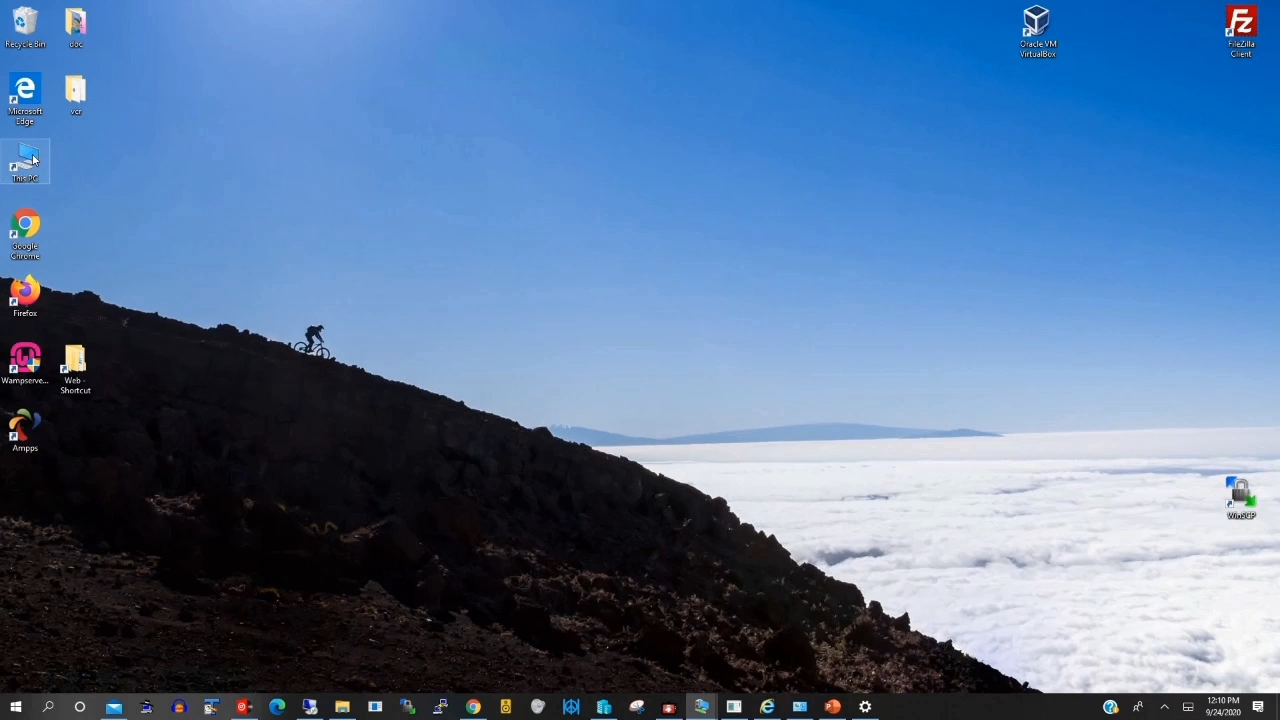 Recycle Bin
doc
Oracle VM
VirtualBox
FileZilla
Client
Microsoft
Edge
vcr
This PC
Google
Chrome
Firefox
Wampserve...
Web -
Shortcut
Ampps
WinSCP
12:10 PM
9/24/2020